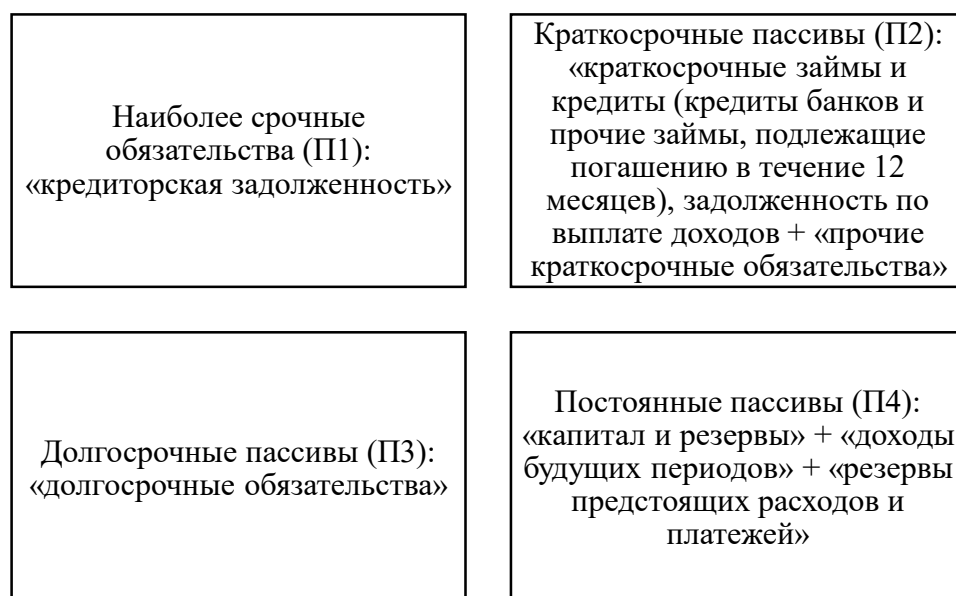 Наиболее срочные
обязательства (П1):
«кредиторская задолженность»
Краткосрочные пассивы (П2):
«краткосрочные займы и
кредиты (кредиты банков и
прочие займы, подлежащие
погашению в течение 12
месяцев), задолженность по
выплате доходов + «прочие
краткосрочные обязательства»
Долгосрочные пассивы (П3):
«долгосрочные обязательства»
Постоянные пассивы (П4):
«капитал и резервы» + «доходы
будущих периодов» + «резервы
предстоящих расходов и
платежей»